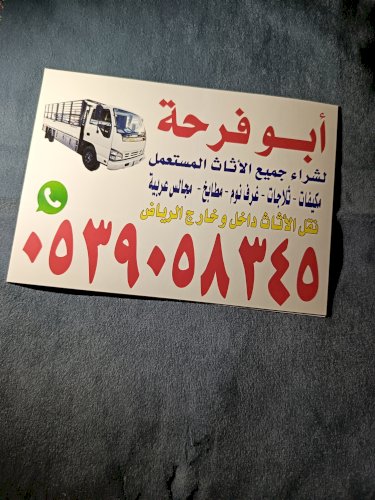 أبو فرحة
لشراء جميع الأثاث المستعمل
مكيفات - ثلاجات - غرف نوم - مطابخ - مجالس عربية
نقل الأثاث داخل وخارج الرياض
٠٥٣٩٠٥٨٣٤٥